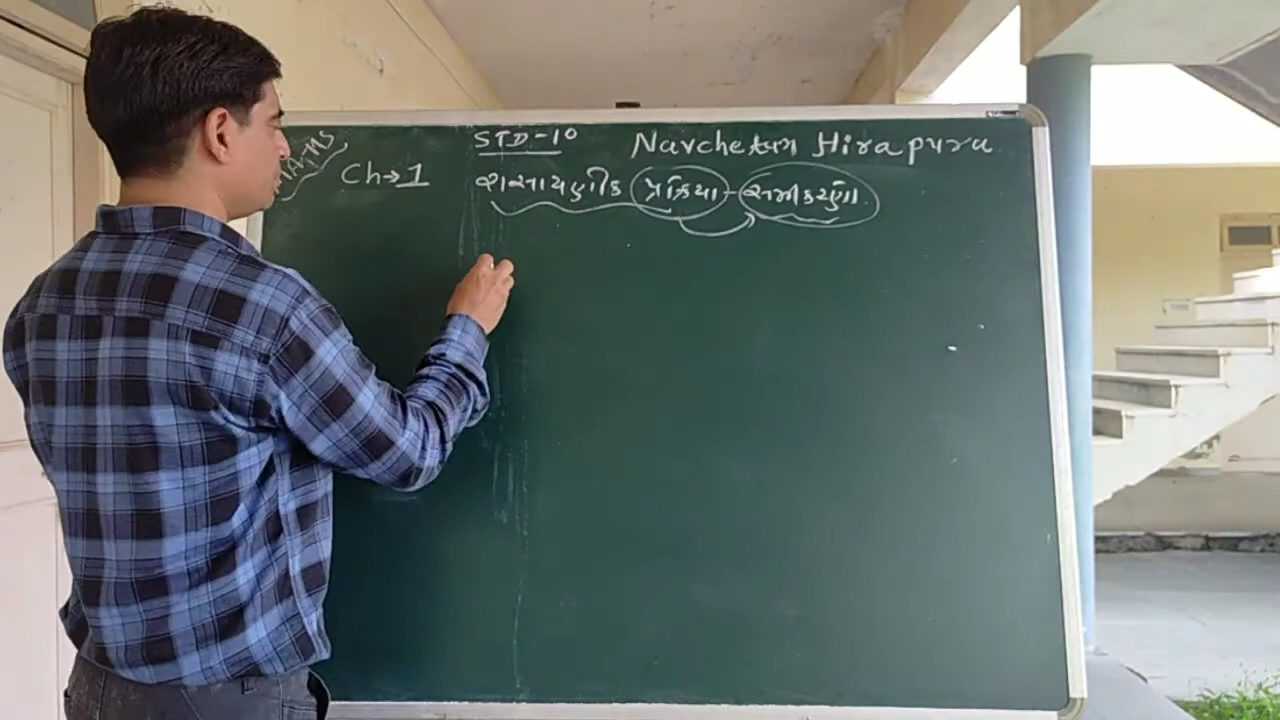 STD-10 Navchetan Hirapura
Ch→1 રાસાયણીક પ્રક્રિયા - સમીકરણો